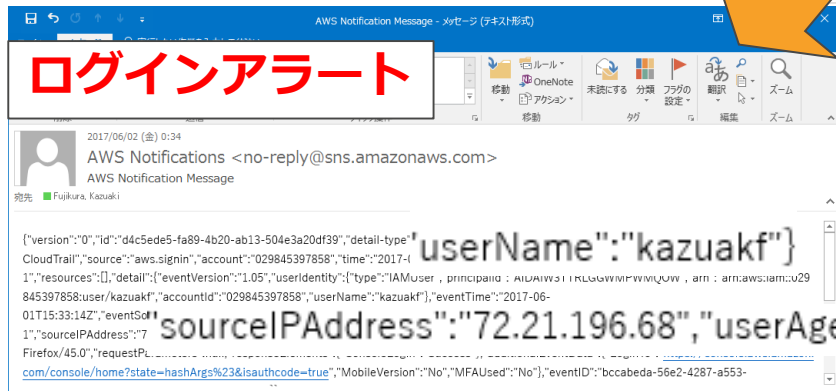 AWS Notification Message - メッセージ (テキスト形式)
ログインアラート
移動
ルール
OneNote
アクション
未読にする
分類
フラグの
設定
翻訳
ズーム
移動
タグ
編集
ズーム
2017/06/02 (金) 0:34
AWS Notifications <no-reply@sns.amazonaws.com>
AWS Notification Message
宛先 Fujikura, Kazuaki
{"version":"0","id":"d4c5ede5-fa89-4b20-ab13-504e3a20df39","detail-type"
'userName":"kazuakf"}
CloudTrail","source":"aws.signin","account":"029845397858","time":"2017-
1","resources":[],"detail":{"eventVersion":"1.05","userIdentity":{"type":"IAMUser
845397858:user/kazuakf","accountId":"029845397858","userName":"kazuakf"},"eventTime":"2017-06-
01T15:33:14Z","eventSo
1","sourceIPAddress":"7
"sourceIPAddress":"72.21.196.68","userAge
Firefox/45.0","requestPa
com/console/home?state=hashArgs%23&isauthcode=true","MobileVersion":"No","MFAUsed":"No"},"eventID":"bccabeda-56e2-4287-a553-